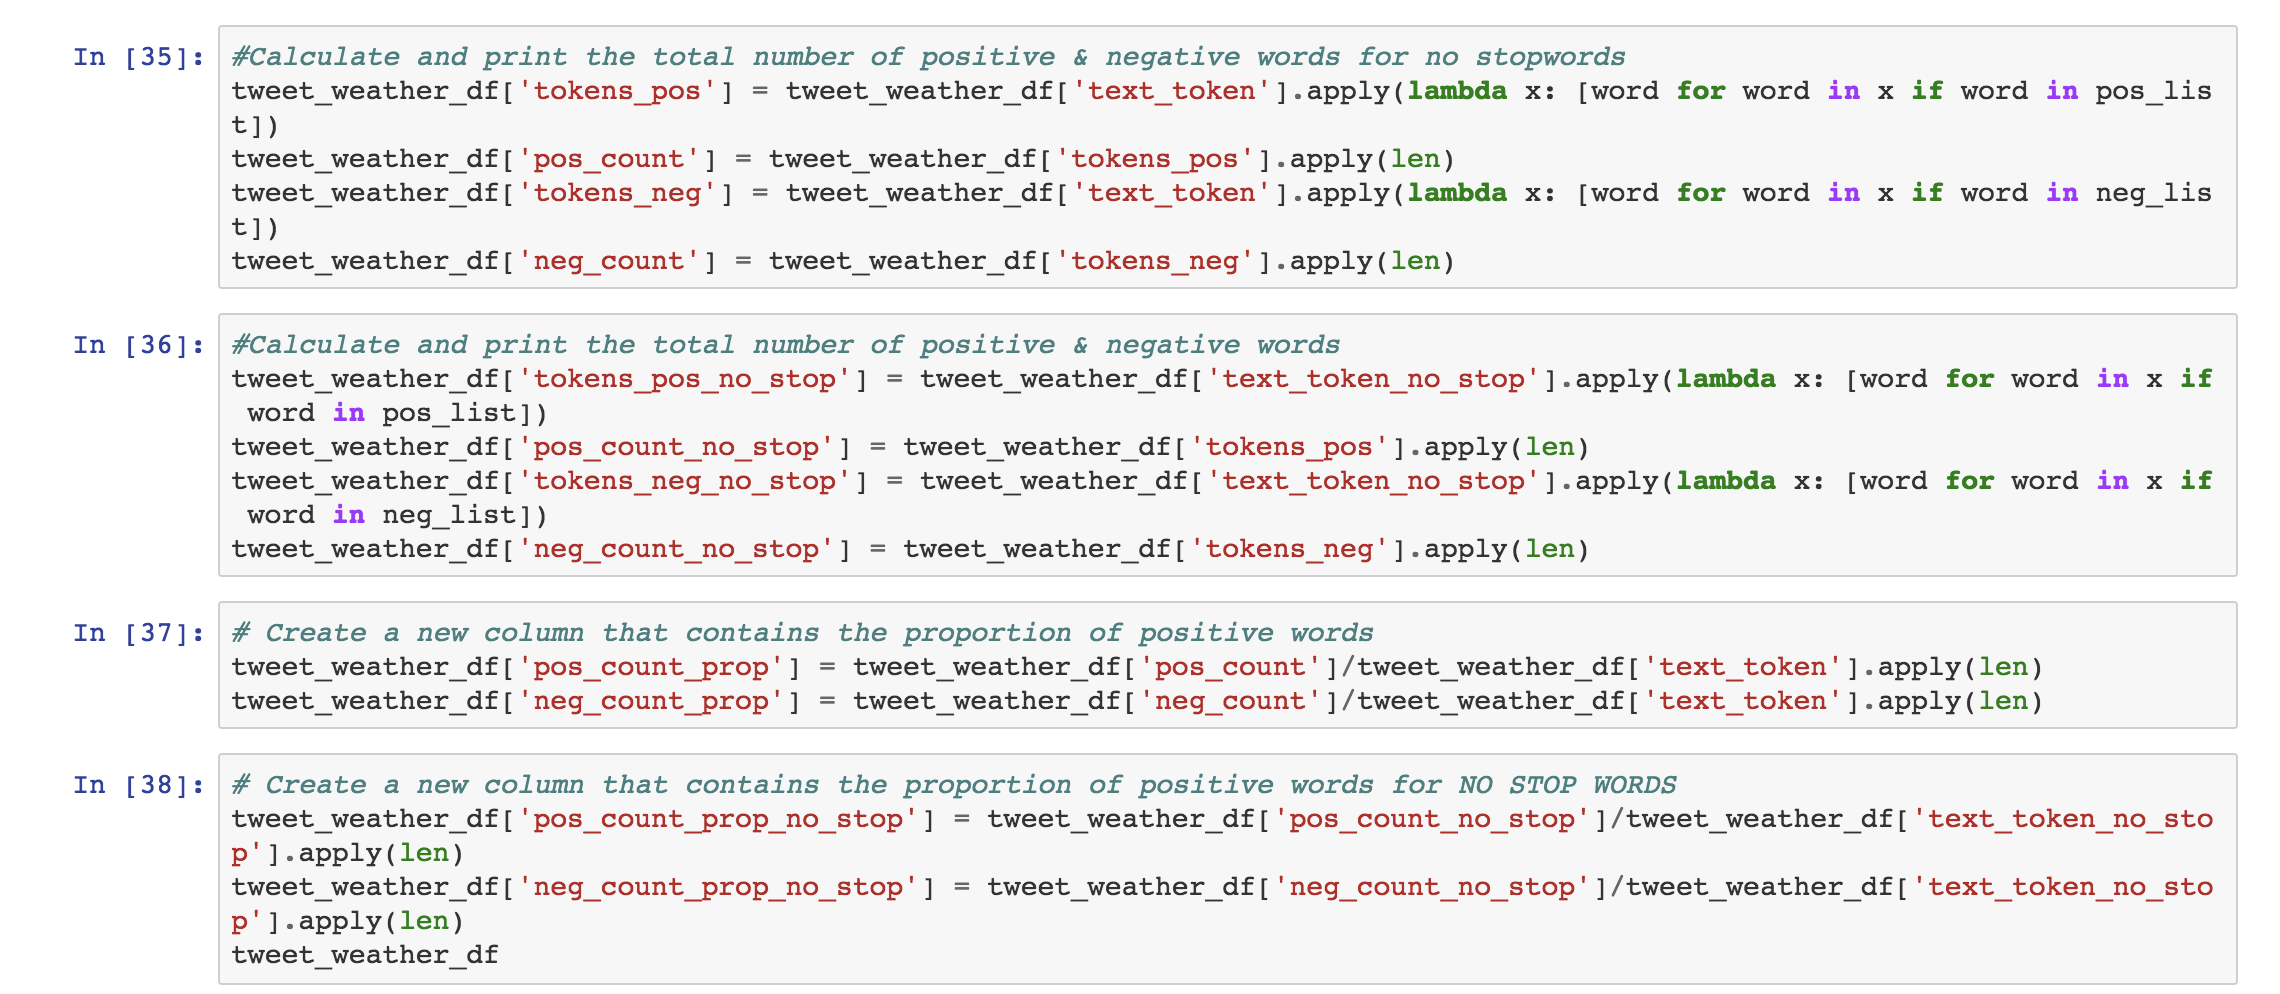 In [35]: #Calculate and print the total number of positive & negative words for no stopwords
tweet_weather_df['tokens_pos'] = tweet_weather_df['text_token'].apply(lambda x: [word for word in x if word in pos_lis
t])
tweet_weather_df['pos_count'] = tweet_weather_df['tokens_pos'].apply(len)
tweet_weather_df['tokens_neg'] = tweet_weather_df['text_token'].apply(lambda x: [word for word in x if word in neg_lis
t])
tweet_weather_df['neg_count'] = tweet_weather_df['tokens_neg'].apply(len)
In [36]: #Calculate and print the total number of positive & negative words
tweet_weather_df['tokens_pos_no_stop'] = tweet_weather_df['text_token_no_stop'].apply(lambda x: [word for word in x if
word in pos_list])
tweet_weather_df['pos_count_no_stop'] = tweet_weather_df['tokens_pos'].apply(len)
tweet_weather_df['tokens_neg_no_stop'] = tweet_weather_df['text_token_no_stop'].apply(lambda x: [word for word in x if
word in neg_list])
tweet_weather_df['neg_count_no_stop'] = tweet_weather_df['tokens_neg'].apply(len)
In [37]: # Create a new column that contains the proportion of positive words
tweet_weather_df['pos_count_prop'] = tweet_weather_df['pos_count']/tweet_weather_df['text_token'].apply(len)
tweet_weather_df['neg_count_prop'] = tweet_weather_df['neg_count']/tweet_weather_df['text_token'].apply(len)
In [38]: # Create a new column that contains the proportion of positive words for NO STOP WORDS
tweet_weather_df['pos_count_prop_no_stop'] = tweet_weather_df['pos_count_no_stop']/tweet_weather_df['text_token_no_sto
p'].apply(len)
tweet_weather_df['neg_count_prop_no_stop'] = tweet_weather_df['neg_count_no_stop']/tweet_weather_df['text_token_no_sto
p'].apply(len)
tweet_weather_df